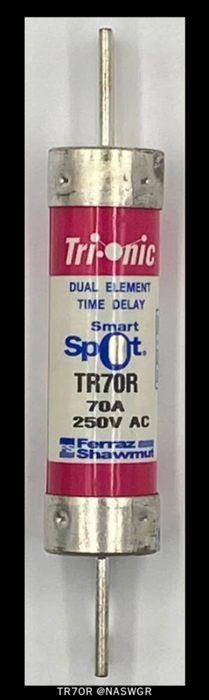 Tri-onic
DUAL ELEMENT
TIME DELAY
Smart
SpOt®
TR70R
70A
250V AC
Ferraz
Shawmut
TR70R @NASWGR